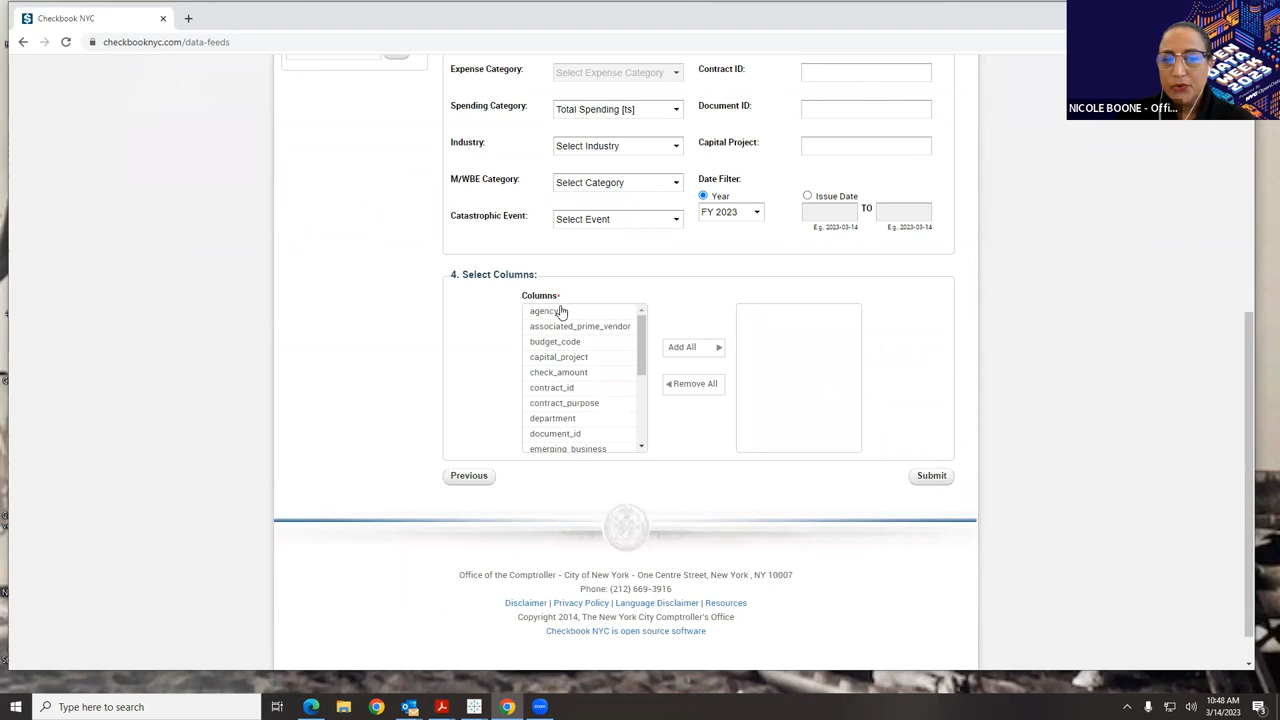 Checkbook NYC
checkbooknyc.com/data-feeds
NICOLE BOONE - Offi...
OPEN DATA WEEK 2023
Expense Category:
Select Expense Category
Contract ID:
Spending Category:
Total Spending [ts]
Document ID:
Industry:
Select Industry
Capital Project:
M/WBE Category:
Select Category
Date Filter:
Year
Issue Date
FY 2023
TO
E.g, 2023-03-14
E.g, 2023-03-14
Catastrophic Event:
Select Event
4. Select Columns:
Columns*
agency
associated_prime_vendor
budget_code
capital_project
check_amount
contract_id
contract_purpose
department
document_id
emerging_business
Add All
Remove All
Previous
Submit
Office of the Comptroller - City of New York - One Centre Street, New York , NY 10007
Phone: (212) 669-3916
Disclaimer | Privacy Policy | Language Disclaimer | Resources
Copyright 2014, The New York City Comptroller's Office
Checkbook NYC is open source software
Type here to search
10:48 AM
3/14/2023
3